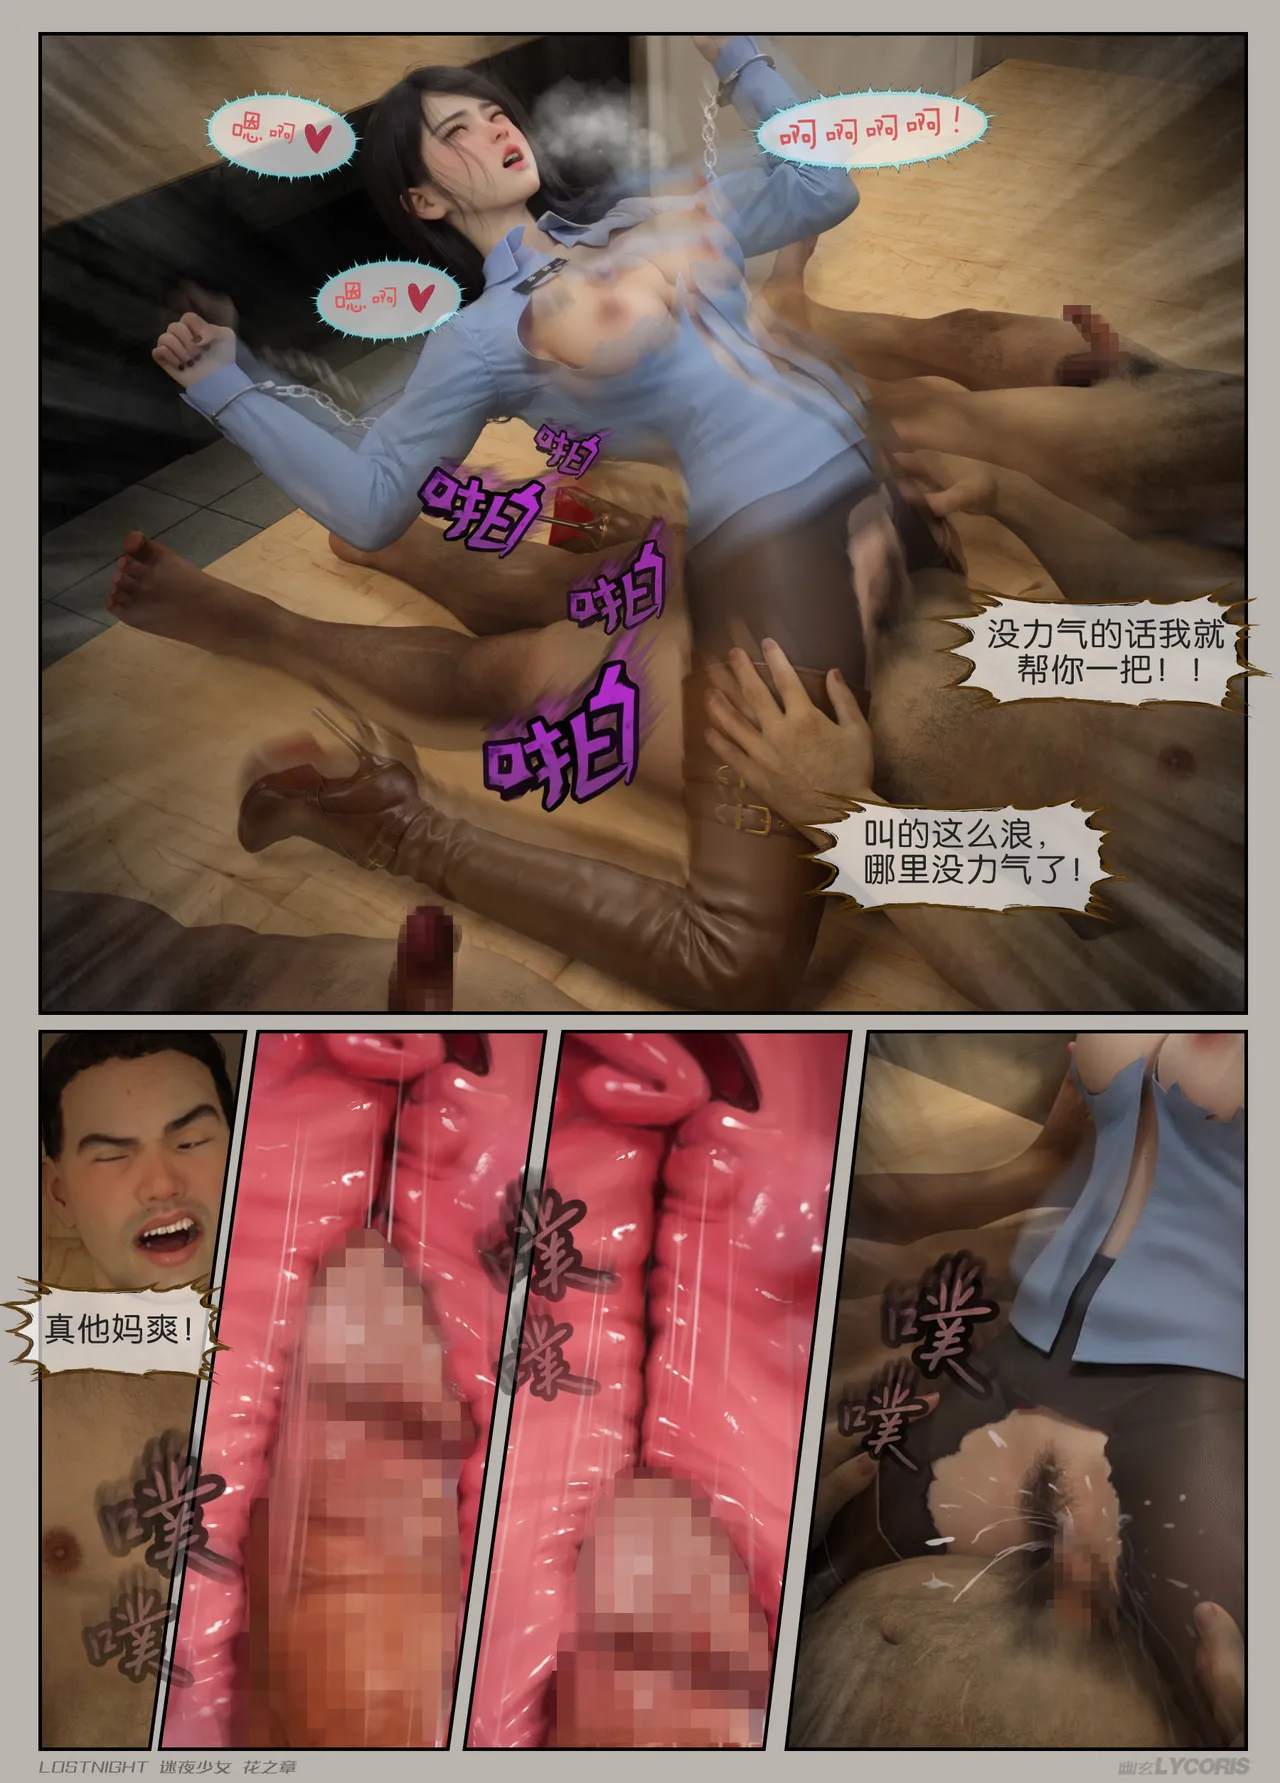 嗯啊♥
啊啊啊啊！
嗯啊♥
啪
啪
啪
啪
没力气的话我就
帮你一把！！
叫的这么浪，
哪里没力气了！
真他妈爽！
噗
噗
噗
噗
噗
噗
LOSTNIGHT 迷夜少女 花之章
幽玄LYCORIS